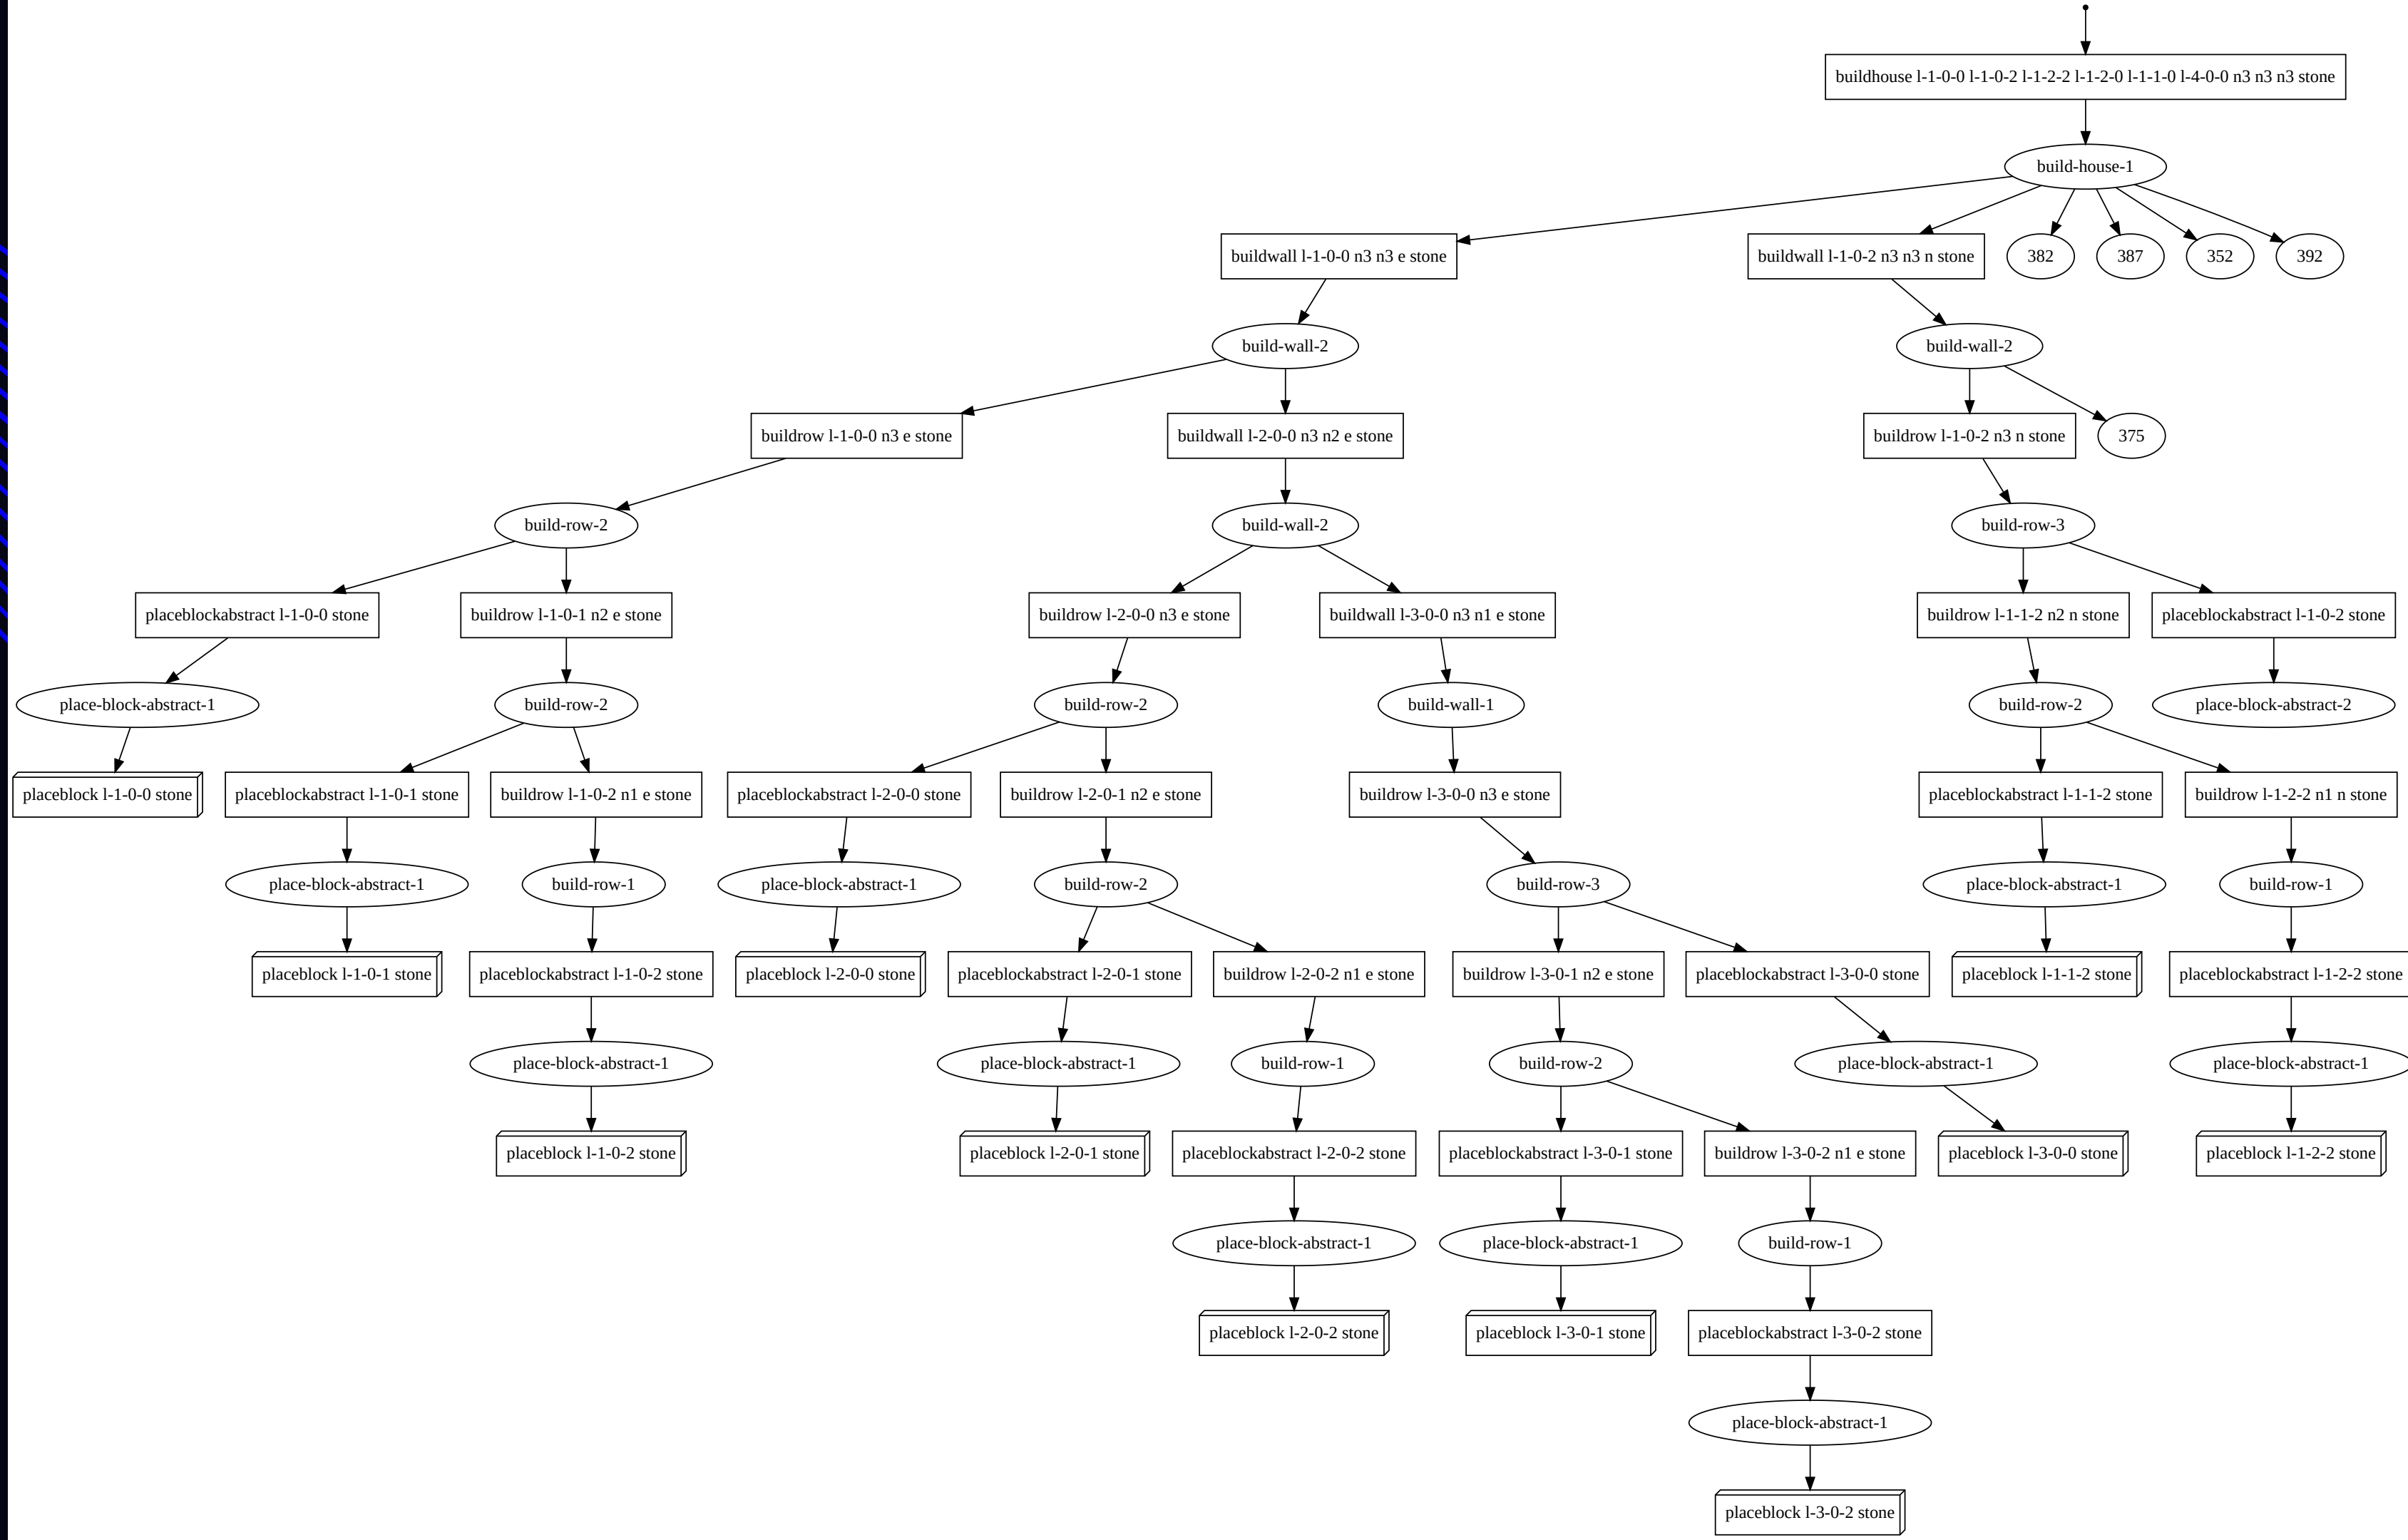 buildhouse l-1-0-0 l-1-0-2 l-1-2-2 l-1-2-0 l-1-1-0 l-4-0-0 n3 n3 n3 stone
build-house-1
buildwall l-1-0-0 n3 n3 e stone
buildwall l-1-0-2 n3 n3 n stone
382
387
352
392
build-wall-2
build-wall-2
buildrow l-1-0-0 n3 e stone
buildwall l-2-0-0 n3 n2 e stone
buildrow l-1-0-2 n3 n stone
375
build-row-2
build-wall-2
build-row-3
placeblockabstract l-1-0-0 stone
buildrow l-1-0-1 n2 e stone
buildrow l-2-0-0 n3 e stone
buildwall l-3-0-0 n3 n1 e stone
buildrow l-1-1-2 n2 n stone
placeblockabstract l-1-0-2 stone
place-block-abstract-1
build-row-2
build-row-2
build-wall-1
build-row-2
place-block-abstract-2
placeblock l-1-0-0 stone
placeblockabstract l-1-0-1 stone
buildrow l-1-0-2 n1 e stone
placeblockabstract l-2-0-0 stone
buildrow l-2-0-1 n2 e stone
buildrow l-3-0-0 n3 e stone
placeblockabstract l-1-1-2 stone
buildrow l-1-2-2 n1 n stone
place-block-abstract-1
build-row-1
place-block-abstract-1
build-row-2
build-row-3
place-block-abstract-1
build-row-1
placeblock l-1-0-1 stone
placeblockabstract l-1-0-2 stone
placeblock l-2-0-0 stone
placeblockabstract l-2-0-1 stone
buildrow l-2-0-2 n1 e stone
buildrow l-3-0-1 n2 e stone
placeblockabstract l-3-0-0 stone
placeblock l-1-1-2 stone
placeblockabstract l-1-2-2 stone
place-block-abstract-1
place-block-abstract-1
build-row-1
build-row-2
place-block-abstract-1
place-block-abstract-1
placeblock l-1-0-2 stone
placeblock l-2-0-1 stone
placeblockabstract l-2-0-2 stone
placeblockabstract l-3-0-1 stone
buildrow l-3-0-2 n1 e stone
placeblock l-3-0-0 stone
placeblock l-1-2-2 stone
place-block-abstract-1
place-block-abstract-1
build-row-1
placeblock l-2-0-2 stone
placeblock l-3-0-1 stone
placeblockabstract l-3-0-2 stone
place-block-abstract-1
placeblock l-3-0-2 stone